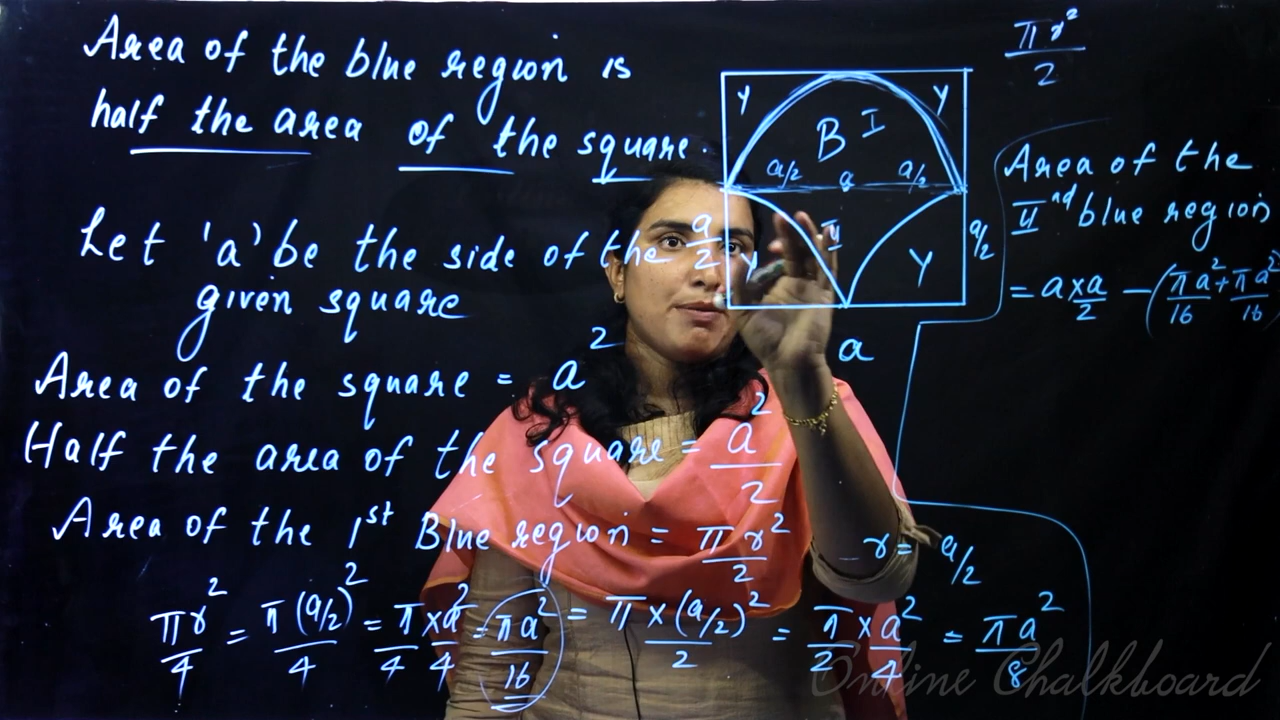 Area of the blue region is
half the area of the square.
Let 'a' be the side of the
given square
Area of the square = a²
Half the area of the square = a²/2
Area of the 1st Blue region = πr²/2
r = a/2
= π × (a/2)²/2 = π/2 × a²/4 = πa²/8
πr²/4 = π(a/2)²/4 = π/4 × a²/4 = πa²/16
Y
Y
B I
a/2 a a/2
a/2
II
Y
Y
a/2
a
πr²/2
Area of the
IInd blue region
= a × a/2 − (πa²/16 + πa²/16
Online Chalkboard